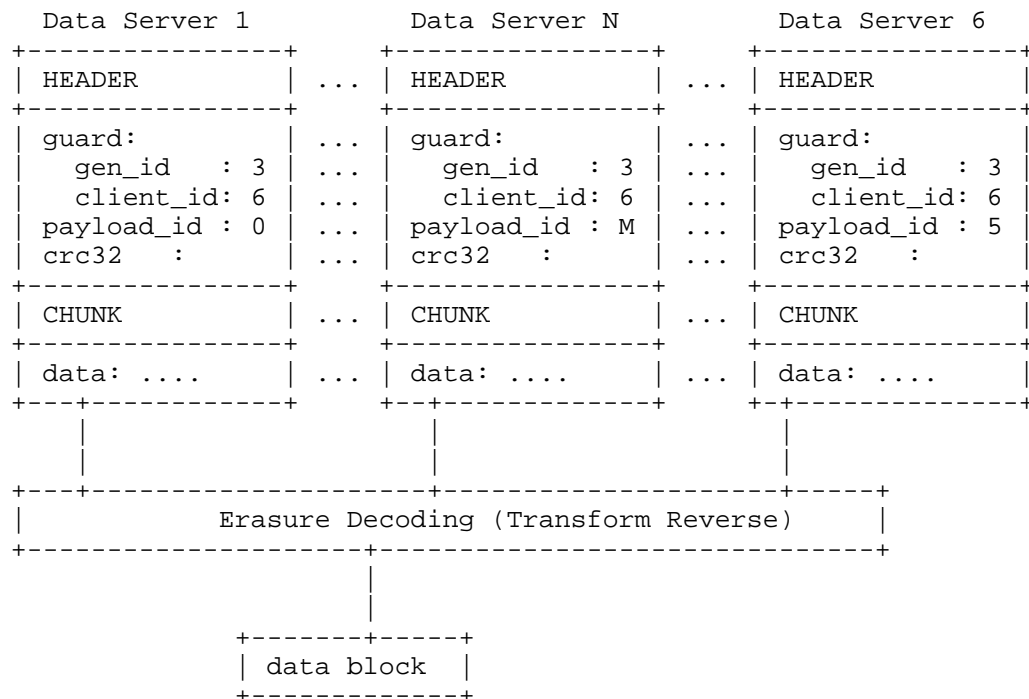 Data Server 1 Data Server N Data Server 6
HEADER ... HEADER ... HEADER
guard: ... guard: ... guard:
gen_id : 3 ... gen_id : 3 ... gen_id : 3
client_id: 6 ... client_id: 6 ... client_id: 6
payload_id : 0 ... payload_id : M ... payload_id : 5
crc32 : ... crc32 : ... crc32 :
CHUNK ... CHUNK ... CHUNK
data: .... ... data: .... ... data: ....
Erasure Decoding (Transform Reverse)
data block